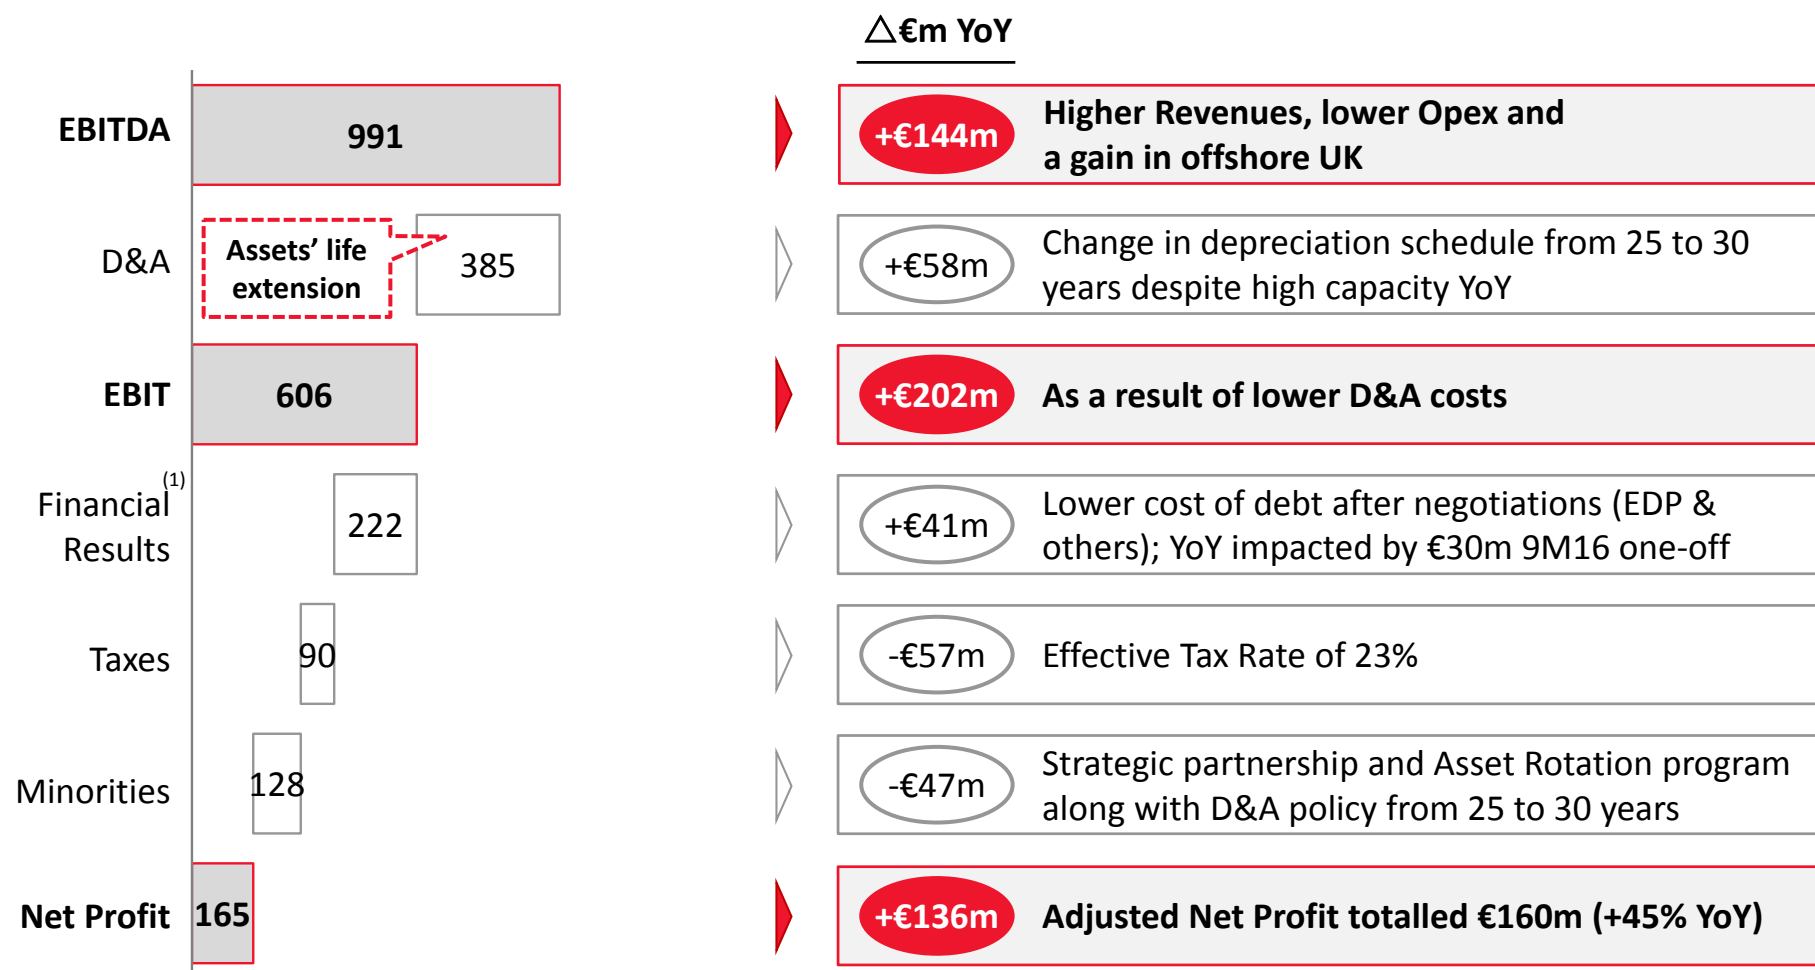 △€m YoY
EBITDA
991
+€144m
Higher Revenues, lower Opex and
a gain in offshore UK
D&A
Assets’ life
extension
385
+€58m
Change in depreciation schedule from 25 to 30
years despite high capacity YoY
EBIT
606
+€202m
As a result of lower D&A costs
Financial(1)
Results
222
+€41m
Lower cost of debt after negotiations (EDP &
others); YoY impacted by €30m 9M16 one-off
Taxes
90
-€57m
Effective Tax Rate of 23%
Minorities
128
-€47m
Strategic partnership and Asset Rotation program
along with D&A policy from 25 to 30 years
Net Profit
165
+€136m
Adjusted Net Profit totalled €160m (+45% YoY)